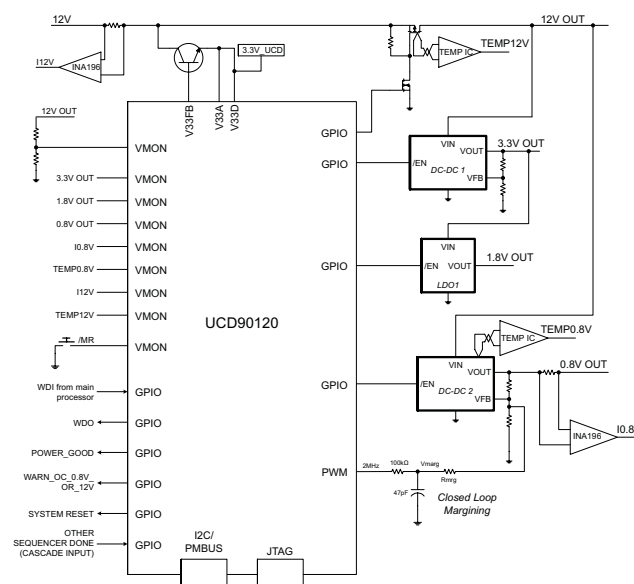 12V
12V OUT
TEMP12V
TEMP IC
I12V
INA196
3.3V_UCD
12V OUT
V33FB
V33A
V33D
GPIO
VMON
GPIO
/EN
VIN
VOUT
3.3V OUT
VFB
DC-DC 1
3.3V OUT
VMON
1.8V OUT
VMON
0.8V OUT
VMON
I0.8V
VMON
TEMP0.8V
VMON
GPIO
/EN
VIN
VOUT
1.8V OUT
LDO1
I12V
VMON
TEMP12V
VMON
UCD90120
/MR
VMON
TEMP IC
TEMP0.8V
WDI from main
processor
GPIO
GPIO
/EN
VIN
VOUT
0.8V OUT
VFB
DC-DC 2
WDO
GPIO
INA196
I0.8
POWER_GOOD
GPIO
WARN_OC_0.8V_
OR_12V
GPIO
PWM
2MHz
100kΩ
Vmarg
Rmrg
47pF
Closed Loop
Margining
SYSTEM RESET
GPIO
OTHER
SEQUENCER DONE
(CASCADE INPUT)
GPIO
I2C/
PMBUS
JTAG